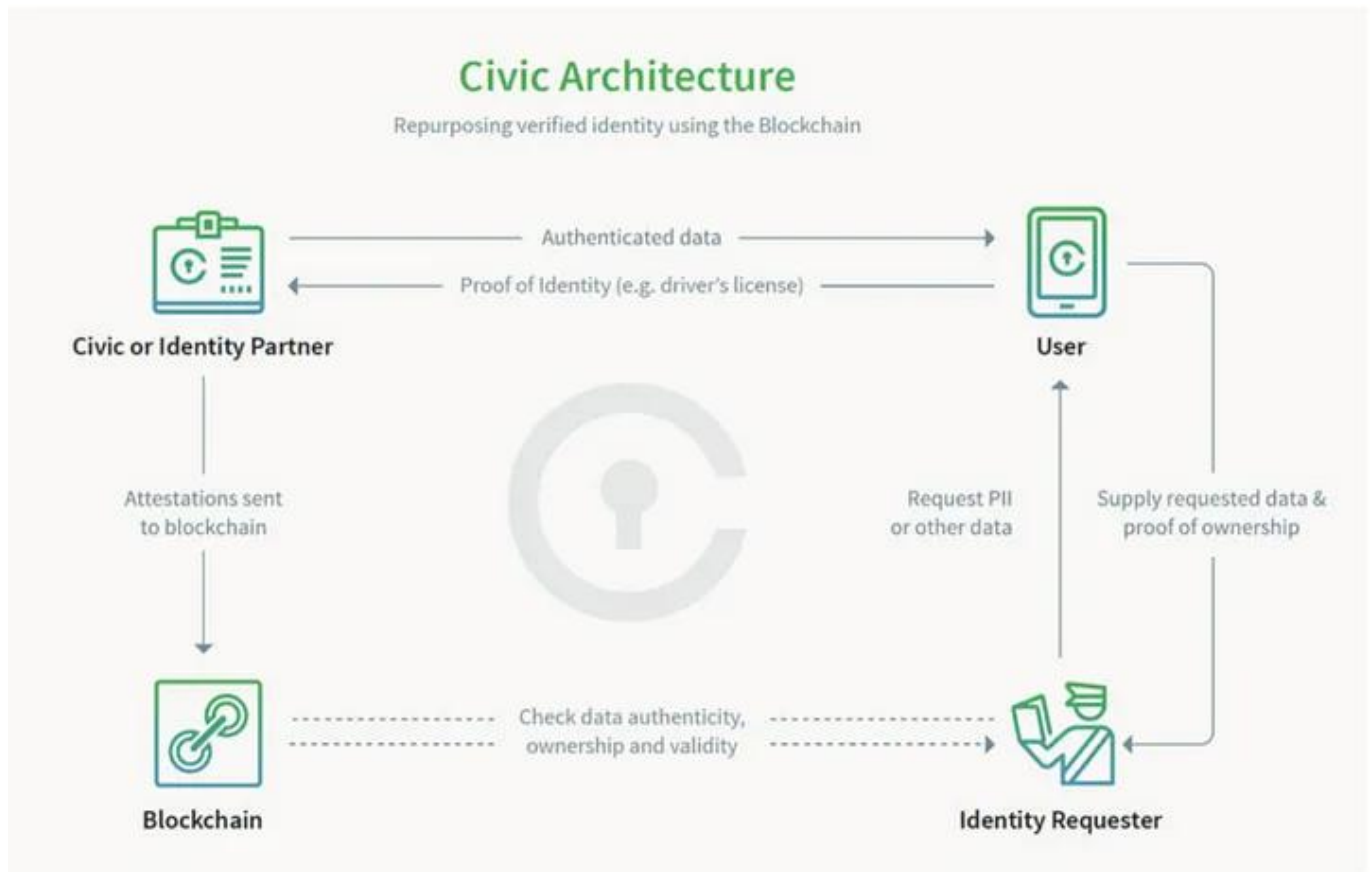 Civic Architecture
Repurposing verified identity using the Blockchain
Authenticated data
Proof of Identity (e.g. driver's license)
Civic or Identity Partner
User
Attestations sent
to blockchain
Request PII
or other data
Supply requested data &
proof of ownership
Check data authenticity,
ownership and validity
Blockchain
Identity Requester